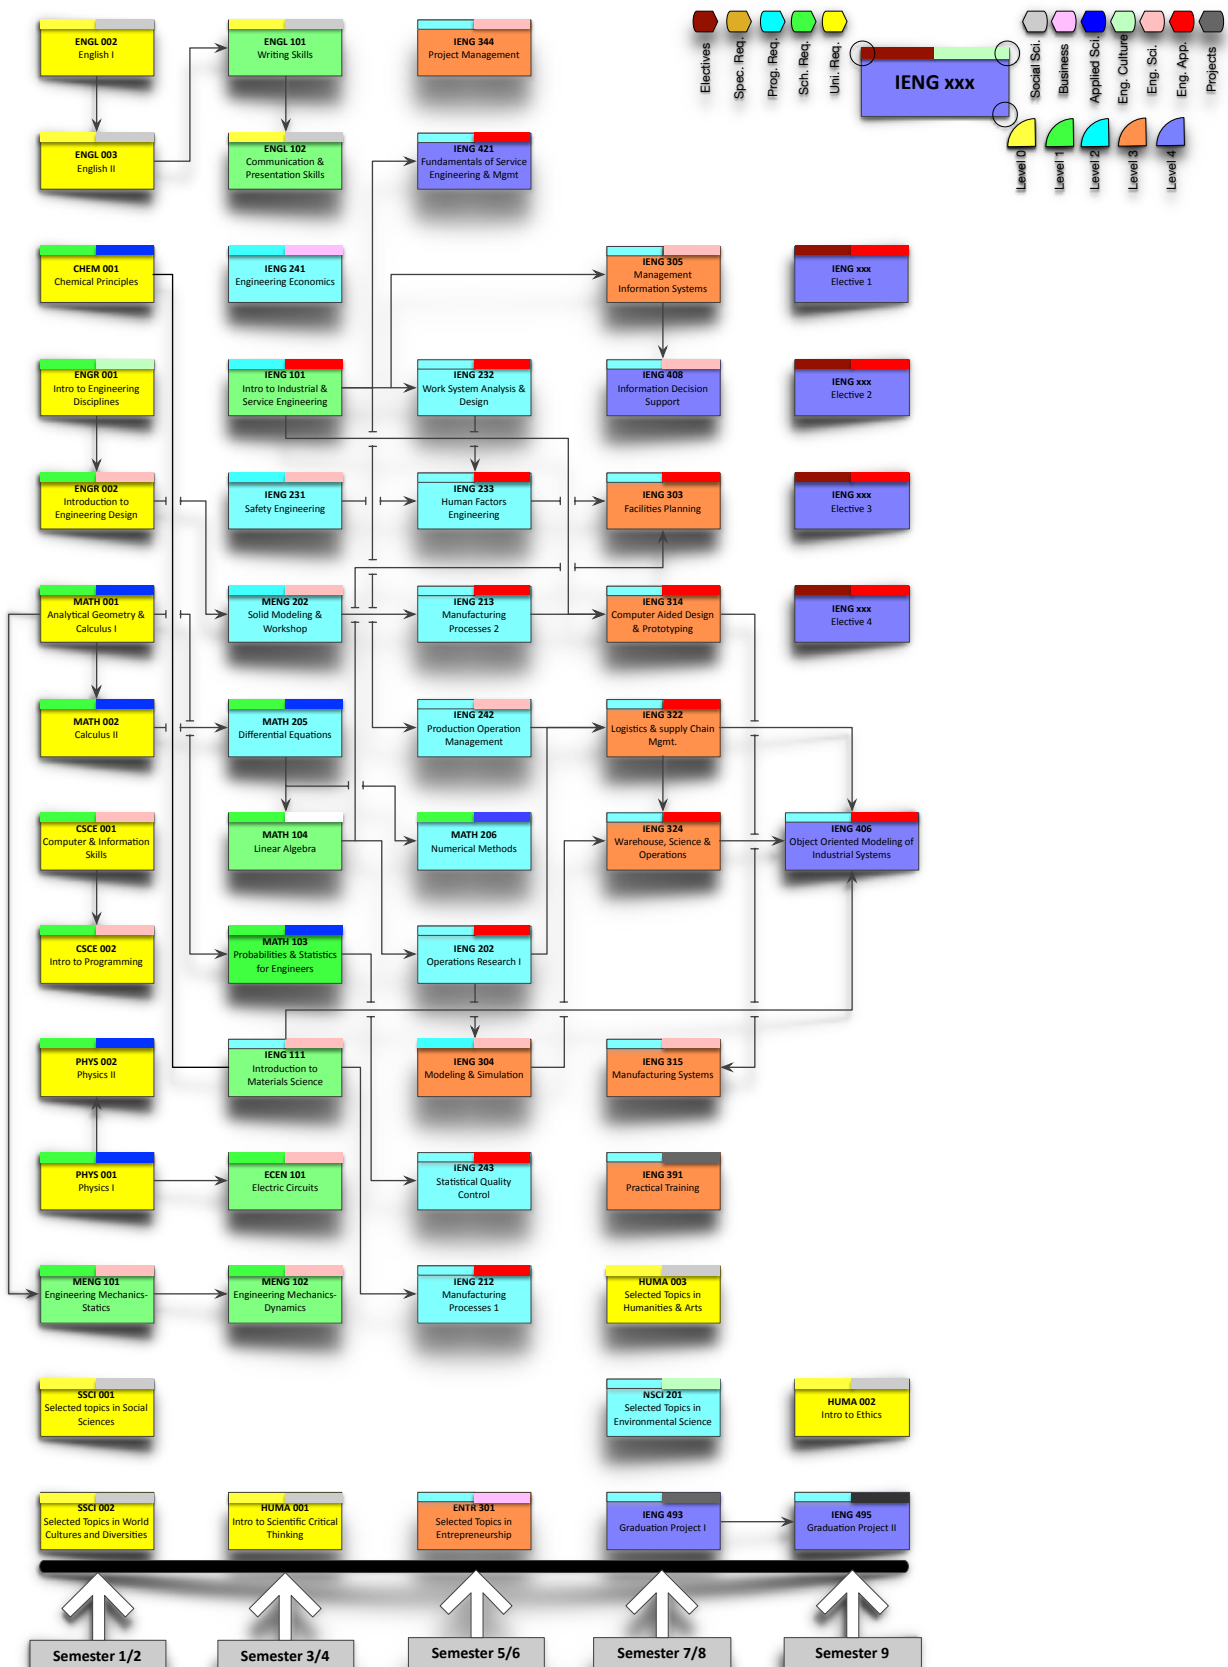 ENGL 002
English I
ENGL 101
Writing Skills
IENG 344
Project Management
Electives
Spec. Req.
Prog. Req.
Sch. Req.
Uni. Req.
IENG xxx
Social Sci.
Business
Applied Sci.
Eng. Culture
Eng. Sci.
Eng. App.
Projects
Level 0
Level 1
Level 2
Level 3
Level 4
ENGL 003
English II
ENGL 102
Communication &
Presentation Skills
IENG 421
Fundamentals of Service
Engineering & Mgmt
CHEM 001
Chemical Principles
IENG 241
Engineering Economics
IENG 305
Management
Information Systems
IENG xxx
Elective 1
ENGR 001
Intro to Engineering
Disciplines
IENG 101
Intro to Industrial &
Service Engineering
IENG 232
Work System Analysis &
Design
IENG 408
Information Decision
Support
IENG xxx
Elective 2
ENGR 002
Introduction to
Engineering Design
IENG 231
Safety Engineering
IENG 233
Human Factors
Engineering
IENG 303
Facilities Planning
IENG xxx
Elective 3
MATH 001
Analytical Geometry &
Calculus I
MENG 202
Solid Modeling &
Workshop
IENG 213
Manufacturing
Processes 2
IENG 314
Computer Aided Design
& Prototyping
IENG xxx
Elective 4
MATH 002
Calculus II
MATH 205
Differential Equations
IENG 242
Production Operation
Management
IENG 322
Logistics & supply Chain
Mgmt.
CSCE 001
Computer & Information
Skills
MATH 104
Linear Algebra
MATH 206
Numerical Methods
IENG 324
Warehouse, Science &
Operations
IENG 406
Object Oriented Modeling of
Industrial Systems
CSCE 002
Intro to Programming
MATH 103
Probabilities & Statistics
for Engineers
IENG 202
Operations Research I
PHYS 002
Physics II
IENG 111
Introduction to
Materials Science
IENG 304
Modeling & Simulation
IENG 315
Manufacturing Systems
PHYS 001
Physics I
ECEN 101
Electric Circuits
IENG 243
Statistical Quality
Control
IENG 391
Practical Training
MENG 101
Engineering Mechanics-
Statics
MENG 102
Engineering Mechanics-
Dynamics
IENG 212
Manufacturing
Processes 1
HUMA 003
Selected Topics in
Humanities & Arts
SSCI 001
Selected topics in Social
Sciences
NSCI 201
Selected Topics in
Environmental Science
HUMA 002
Intro to Ethics
SSCI 002
Selected Topics in World
Cultures and Diversities
HUMA 001
Intro to Scientific Critical
Thinking
ENTR 301
Selected Topics in
Entrepreneurship
IENG 493
Graduation Project I
IENG 495
Graduation Project II
Semester 1/2
Semester 3/4
Semester 5/6
Semester 7/8
Semester 9